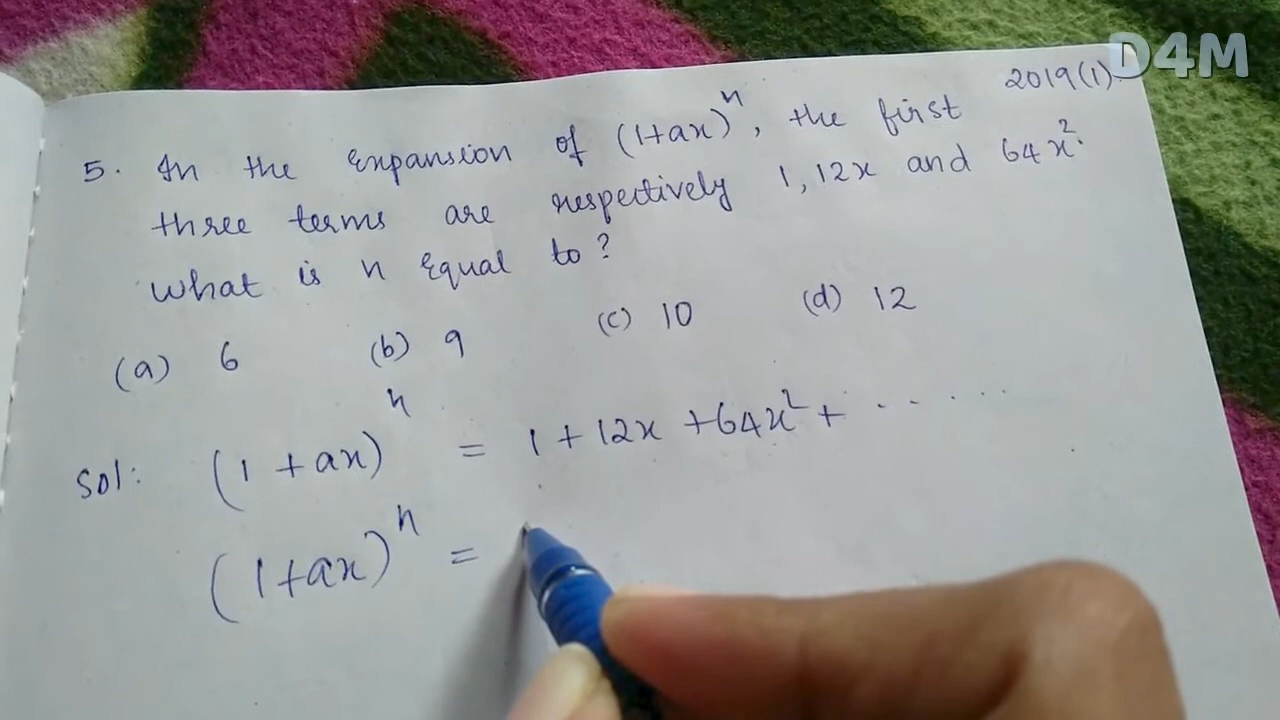 D4M
2019(1)
5. In the expansion of (1+ax)ⁿ, the first
three terms are respectively 1, 12x and 64x².
What is n equal to?
(a) 6 (b) 9 (c) 10 (d) 12
Sol: (1 + ax)ⁿ = 1 + 12x + 64x² + . . . . . .
(1+ax)ⁿ =